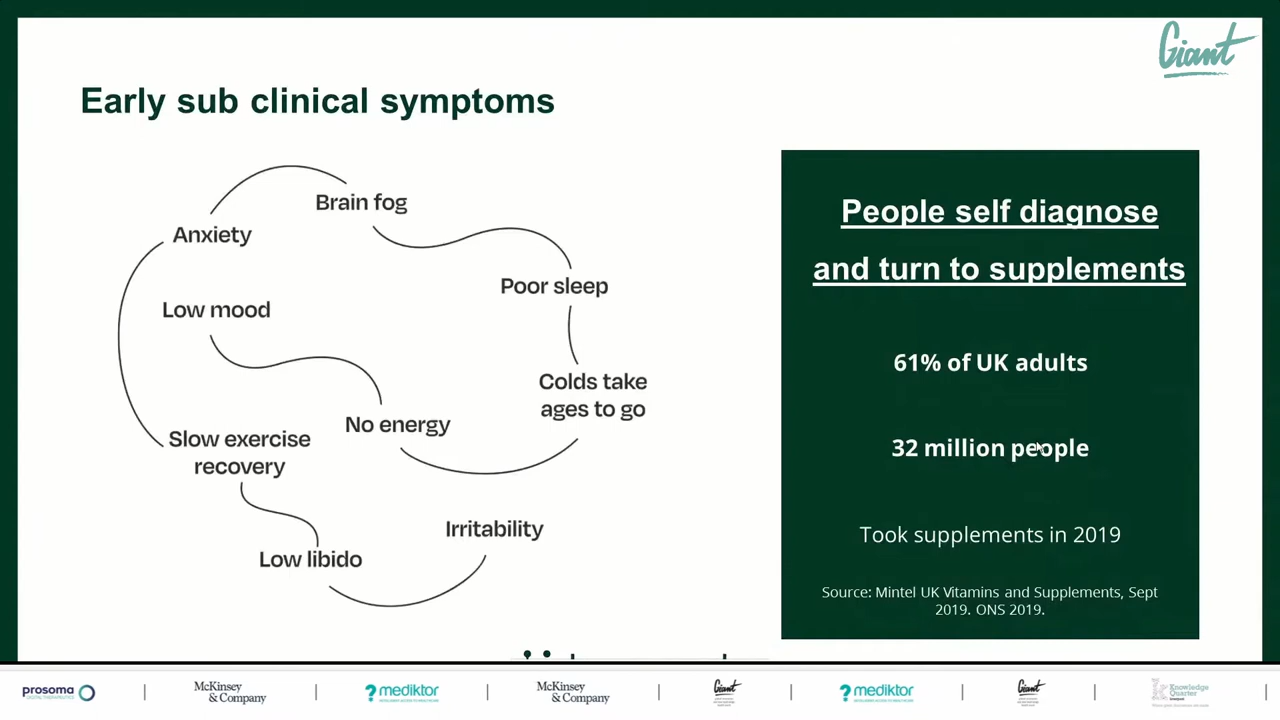 Giant
Early sub clinical symptoms
Brain fog
Anxiety
Poor sleep
Low mood
Colds take
ages to go
No energy
Slow exercise
recovery
Irritability
Low libido
People self diagnose
and turn to supplements
61% of UK adults
32 million people
Took supplements in 2019
Source: Mintel UK Vitamins and Supplements, Sept
2019. ONS 2019.
prosoma
McKinsey
& Company
mediktor
McKinsey
& Company
Giant
mediktor
Giant
Knowledge
Quarter